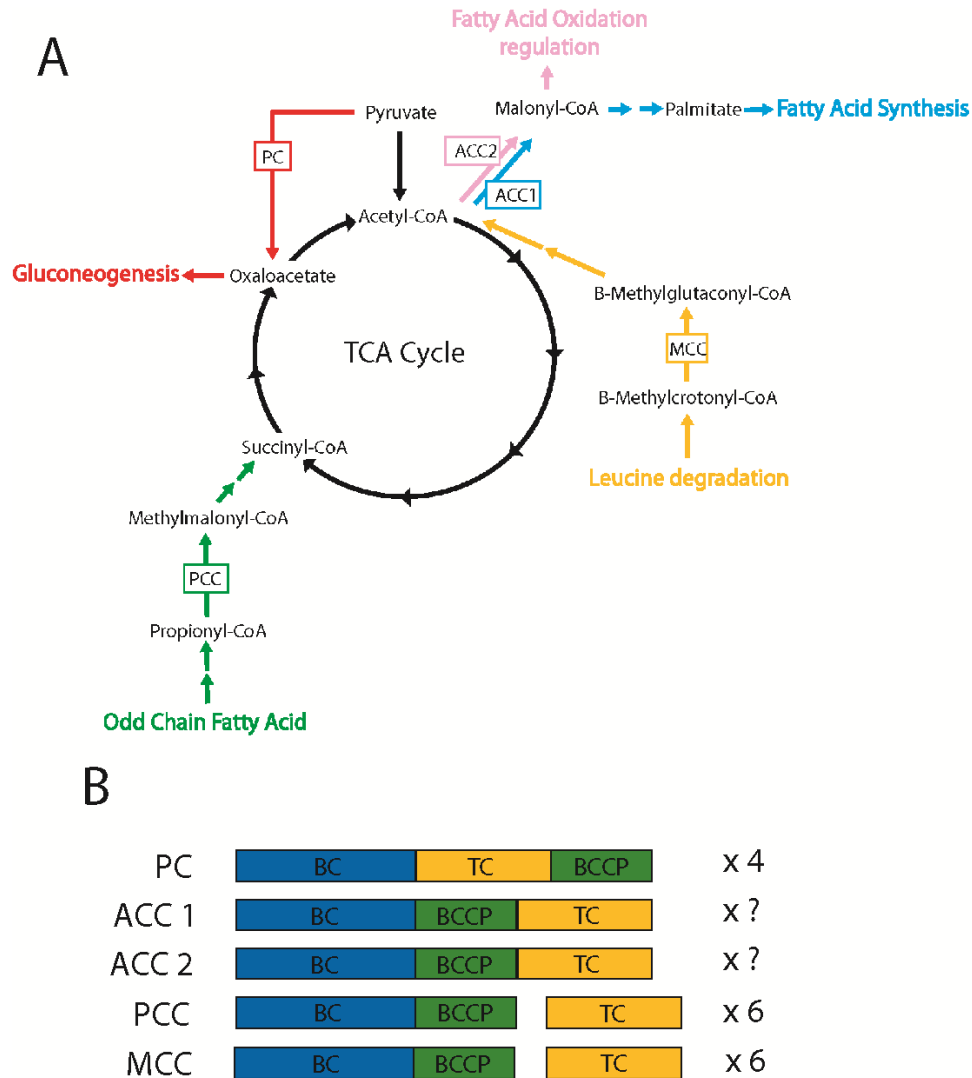 A
Fatty Acid Oxidation
regulation
Pyruvate
Malonyl-CoA
Palmitate
Fatty Acid Synthesis
PC
ACC2
ACC1
Acetyl-CoA
Gluconeogenesis
Oxaloacetate
B-Methylglutaconyl-CoA
TCA Cycle
MCC
B-Methylcrotonyl-CoA
Succinyl-CoA
Leucine degradation
Methylmalonyl-CoA
PCC
Propionyl-CoA
Odd Chain Fatty Acid
B
PC BC TC BCCP x 4
ACC 1 BC BCCP TC x ?
ACC 2 BC BCCP TC x ?
PCC BC BCCP TC x 6
MCC BC BCCP TC x 6